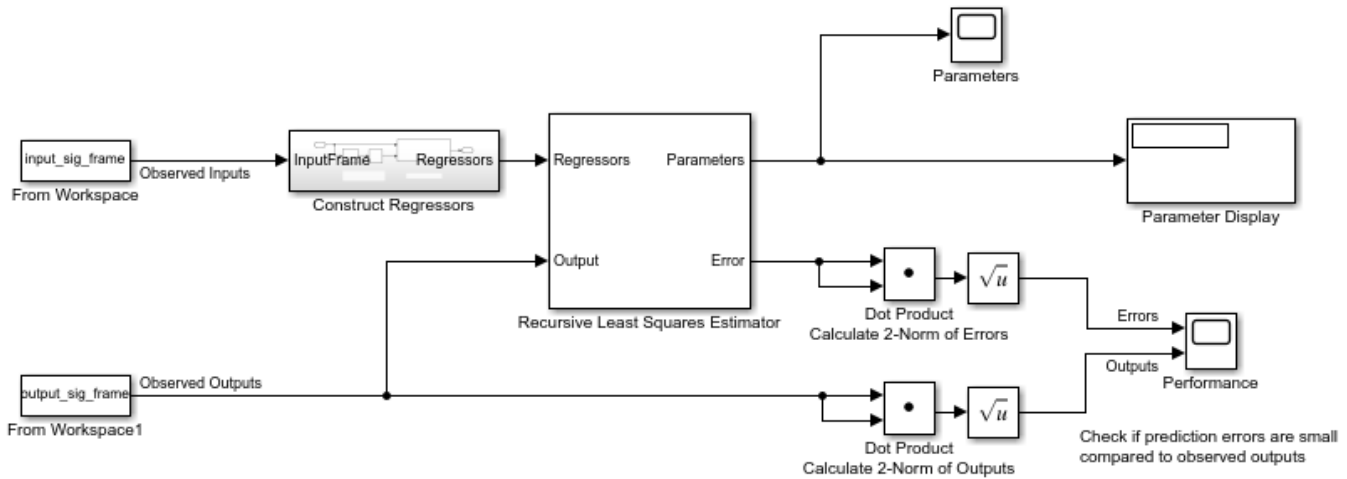 Parameters
input_sig_frame
Observed Inputs
From Workspace
InputFrame
Regressors
Construct Regressors
Regressors
Parameters
Output
Error
Recursive Least Squares Estimator
Parameter Display
Dot Product
Calculate 2-Norm of Errors
√u
Errors
Outputs
Performance
output_sig_frame
Observed Outputs
From Workspace1
Dot Product
Calculate 2-Norm of Outputs
√u
Check if prediction errors are small
compared to observed outputs